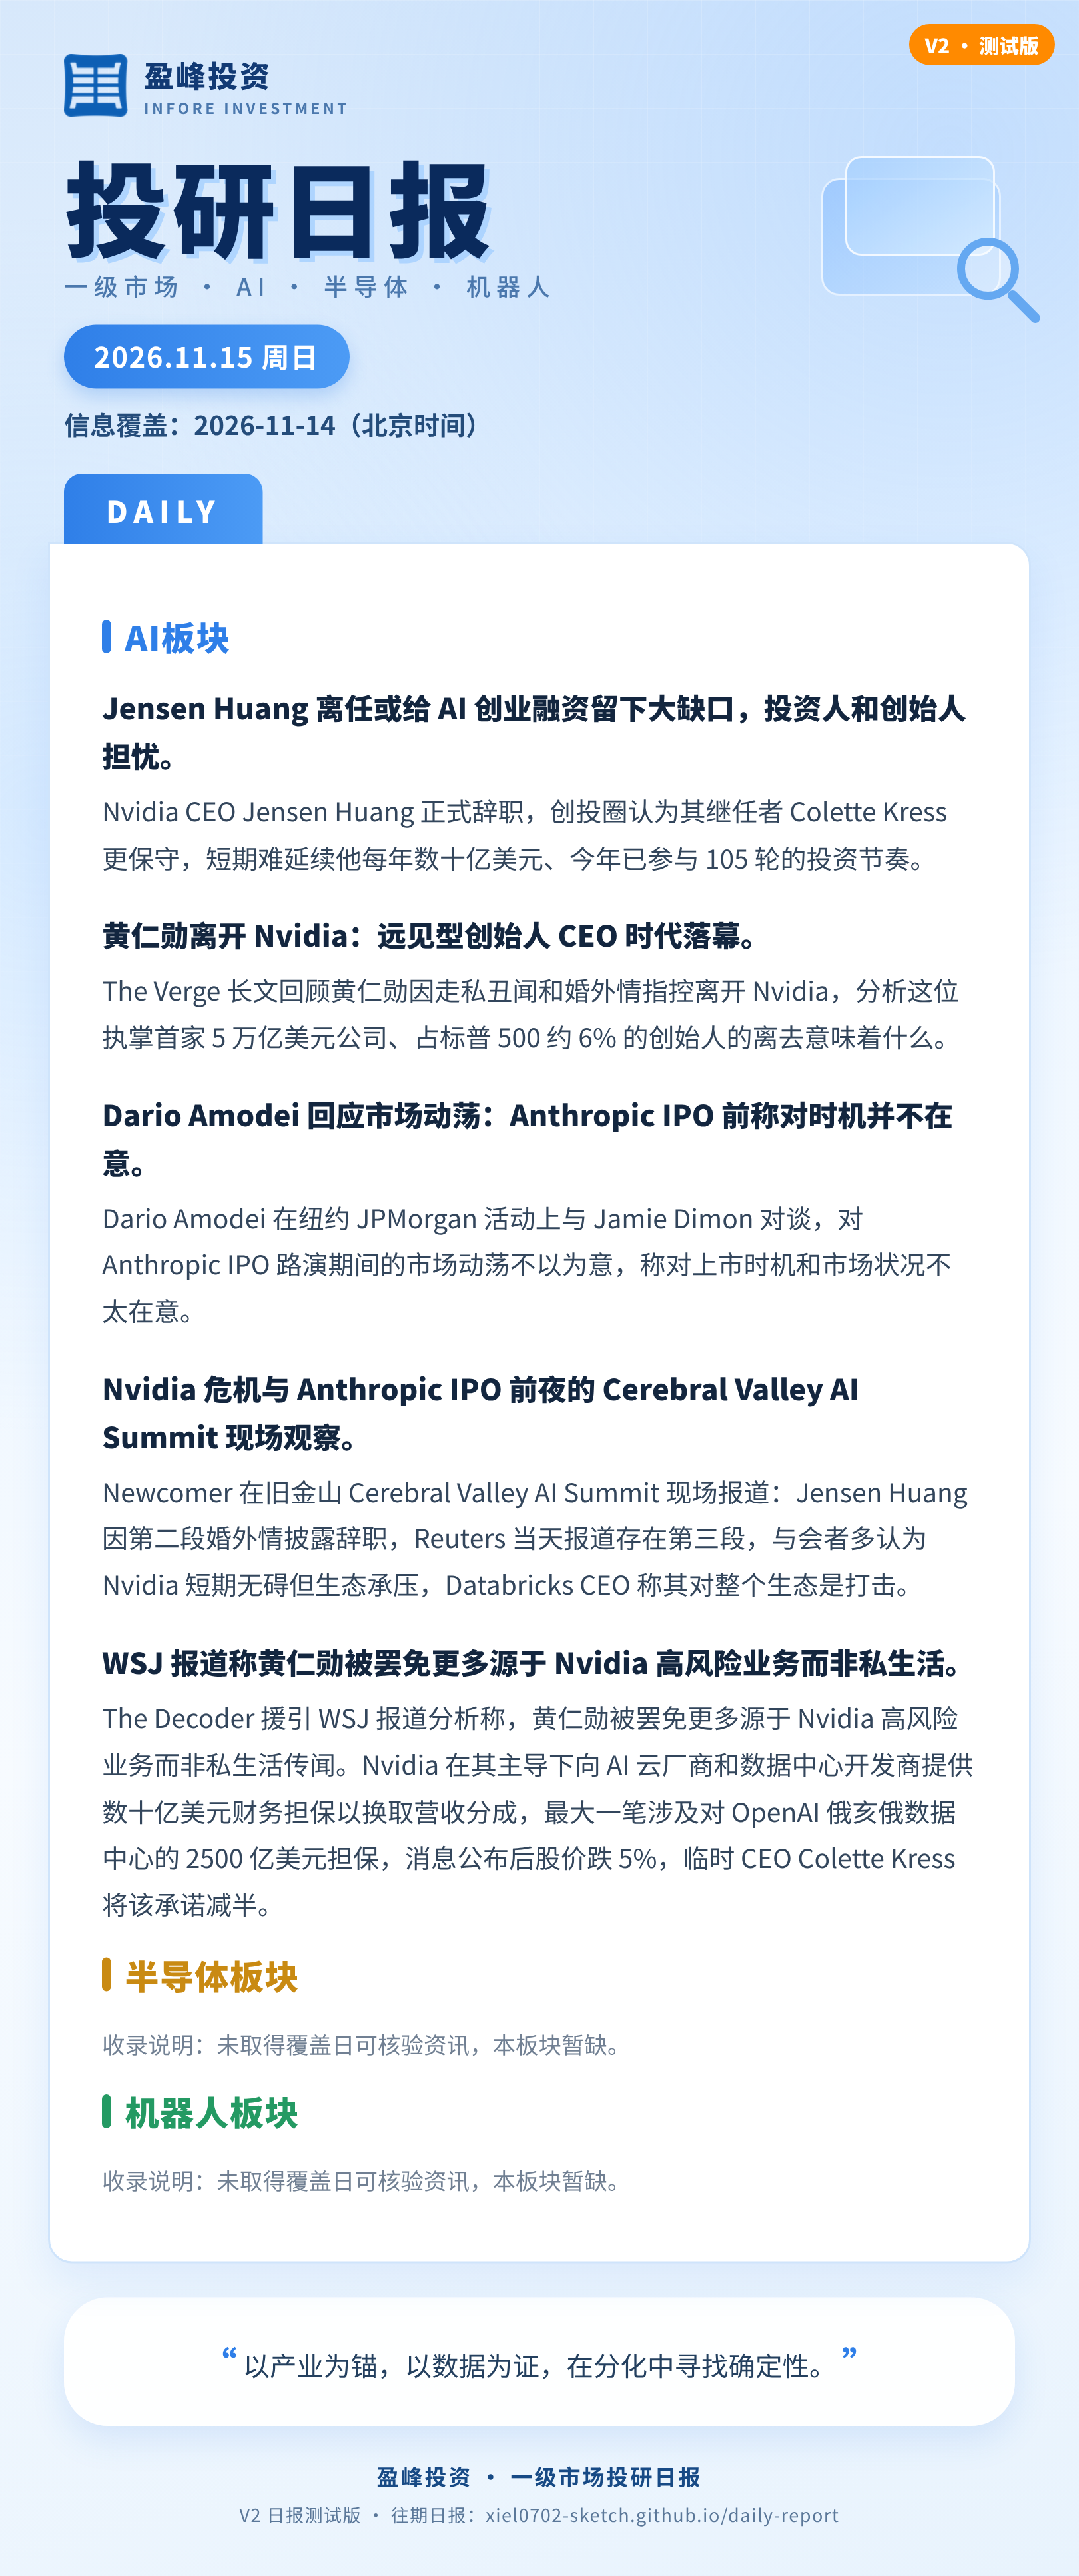 V2 · 测试版
盈峰投资
INFORE INVESTMENT
投研日报
一级市场 · AI · 半导体 · 机器人
2026.11.15 周日
信息覆盖：2026-11-14（北京时间）
DAILY
AI板块
Jensen Huang 离任或给 AI 创业融资留下大缺口，投资人和创始人
担忧。
Nvidia CEO Jensen Huang 正式辞职，创投圈认为其继任者 Colette Kress
更保守，短期难延续他每年数十亿美元、今年已参与 105 轮的投资节奏。
黄仁勋离开 Nvidia：远见型创始人 CEO 时代落幕。
The Verge 长文回顾黄仁勋因走私丑闻和婚外情指控离开 Nvidia，分析这位
执掌首家 5 万亿美元公司、占标普 500 约 6% 的创始人的离去意味着什么。
Dario Amodei 回应市场动荡：Anthropic IPO 前称对时机并不在
意。
Dario Amodei 在纽约 JPMorgan 活动上与 Jamie Dimon 对谈，对
Anthropic IPO 路演期间的市场动荡不以为意，称对上市时机和市场状况不
太在意。
Nvidia 危机与 Anthropic IPO 前夜的 Cerebral Valley AI
Summit 现场观察。
Newcomer 在旧金山 Cerebral Valley AI Summit 现场报道：Jensen Huang
因第二段婚外情披露辞职，Reuters 当天报道存在第三段，与会者多认为
Nvidia 短期无碍但生态承压，Databricks CEO 称其对整个生态是打击。
WSJ 报道称黄仁勋被罢免更多源于 Nvidia 高风险业务而非私生活。
The Decoder 援引 WSJ 报道分析称，黄仁勋被罢免更多源于 Nvidia 高风险
业务而非私生活传闻。Nvidia 在其主导下向 AI 云厂商和数据中心开发商提供
数十亿美元财务担保以换取营收分成，最大一笔涉及对 OpenAI 俄亥俄数据
中心的 2500 亿美元担保，消息公布后股价跌 5%，临时 CEO Colette Kress
将该承诺减半。
半导体板块
收录说明：未取得覆盖日可核验资讯，本板块暂缺。
机器人板块
收录说明：未取得覆盖日可核验资讯，本板块暂缺。
“以产业为锚，以数据为证，在分化中寻找确定性。”
盈峰投资 · 一级市场投研日报
V2 日报测试版 · 往期日报：xiel0702-sketch.github.io/daily-report